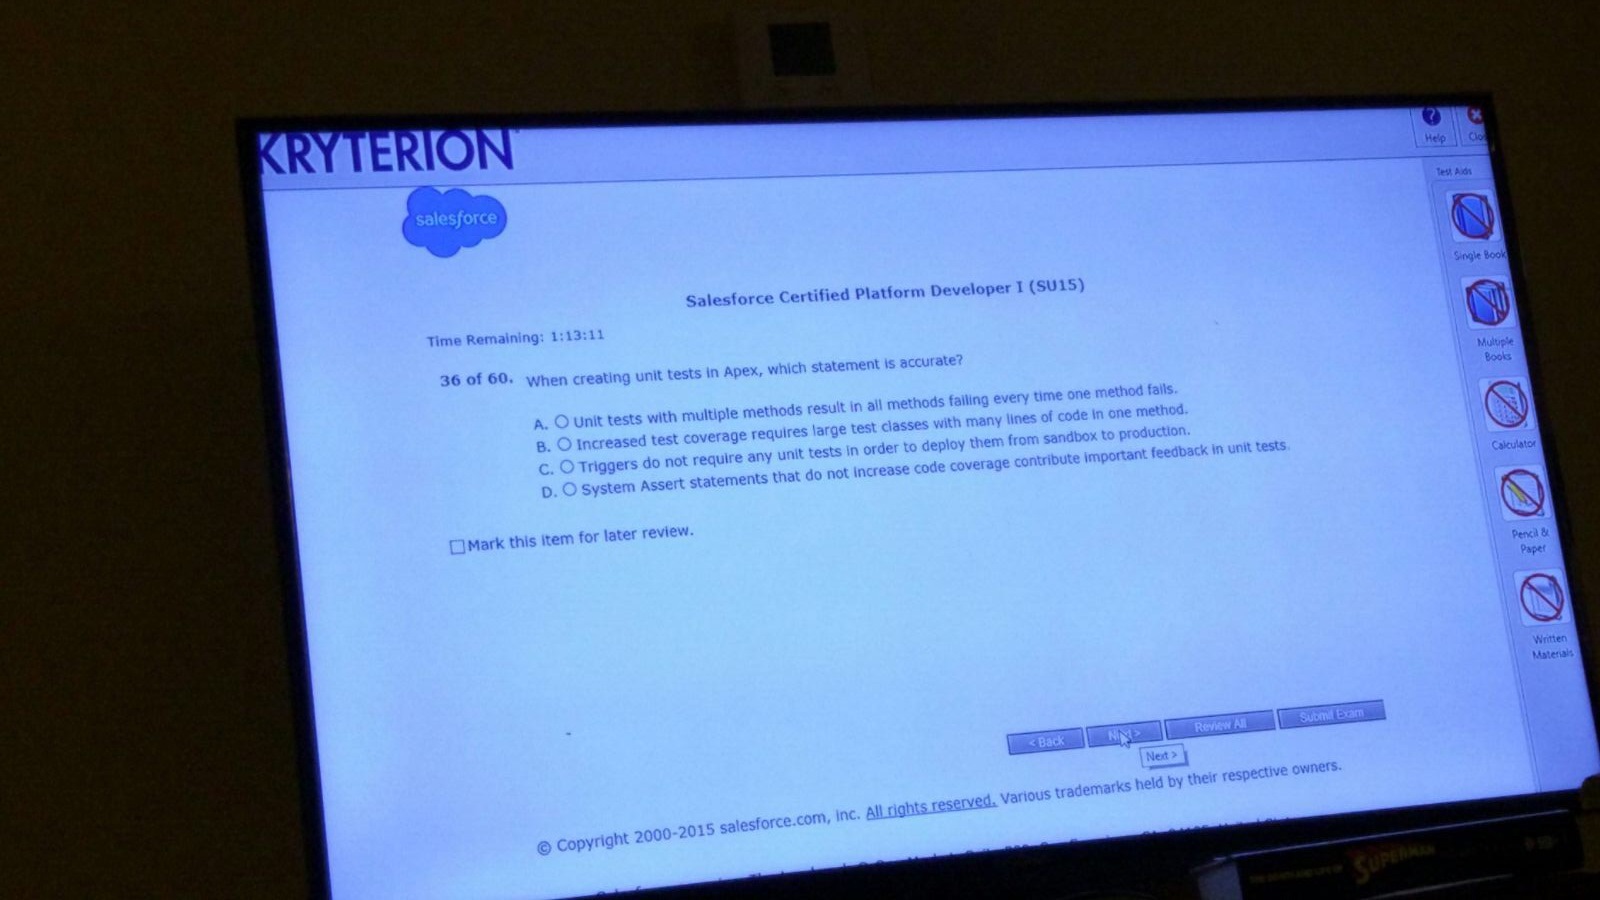 KRYTERION
Help
Test Aids
salesforce
Single Book
Salesforce Certified Platform Developer I (SU15)
Time Remaining: 1:13:11
Multiple
Books
36 of 60. When creating unit tests in Apex, which statement is accurate?
A. Unit tests with multiple methods result in all methods failing every time one method fails.
B. Increased test coverage requires large test classes with many lines of code in one method.
C. Triggers do not require any unit tests in order to deploy them from sandbox to production.
D. System Assert statements that do not increase code coverage contribute important feedback in unit tests.
Calculator
Mark this item for later review.
Pencil &
Paper
Written
Materials
< Back
Next >
Review All
Submit Exam
Next >
© Copyright 2000-2015 salesforce.com, inc. All rights reserved. Various trademarks held by their respective owners.
SUPERMAN